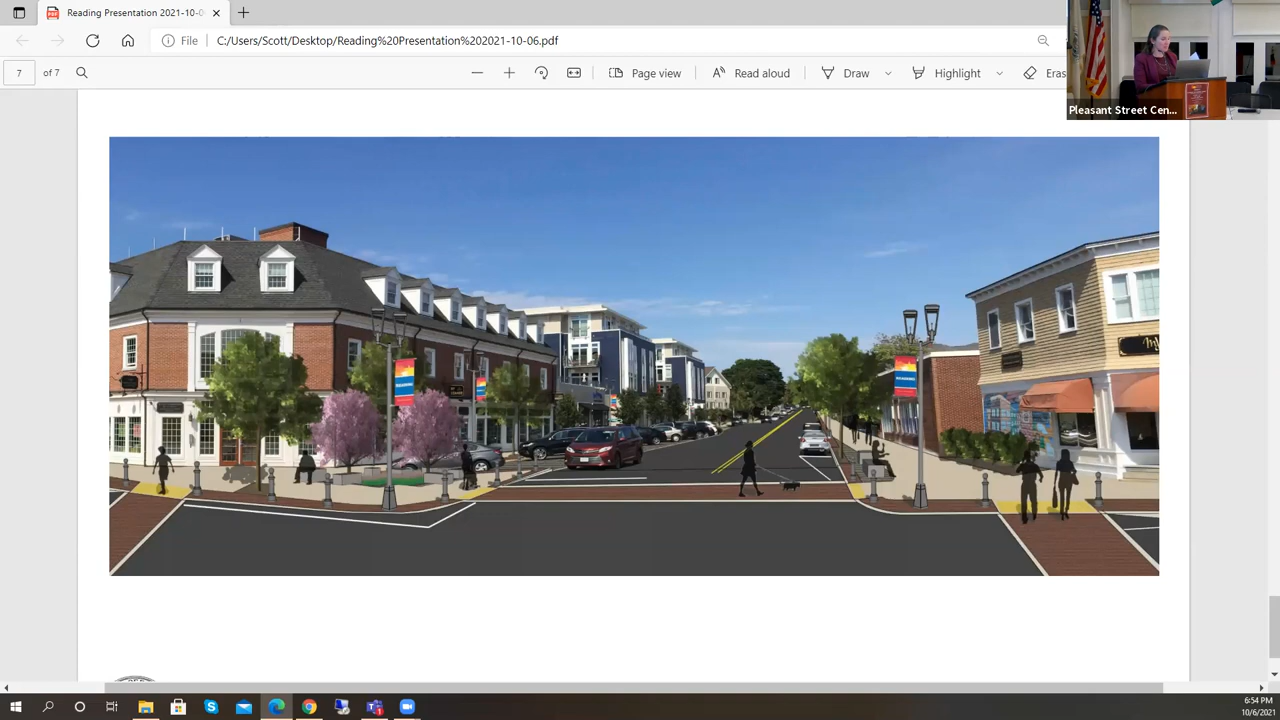 Reading Presentation 2021-10-0
File
C:/Users/Scott/Desktop/Reading%20Presentation%202021-10-06.pdf
7
of 7
Page view
Read aloud
Draw
Highlight
Eras
Pleasant Street Cen...
6:54 PM
10/6/2021